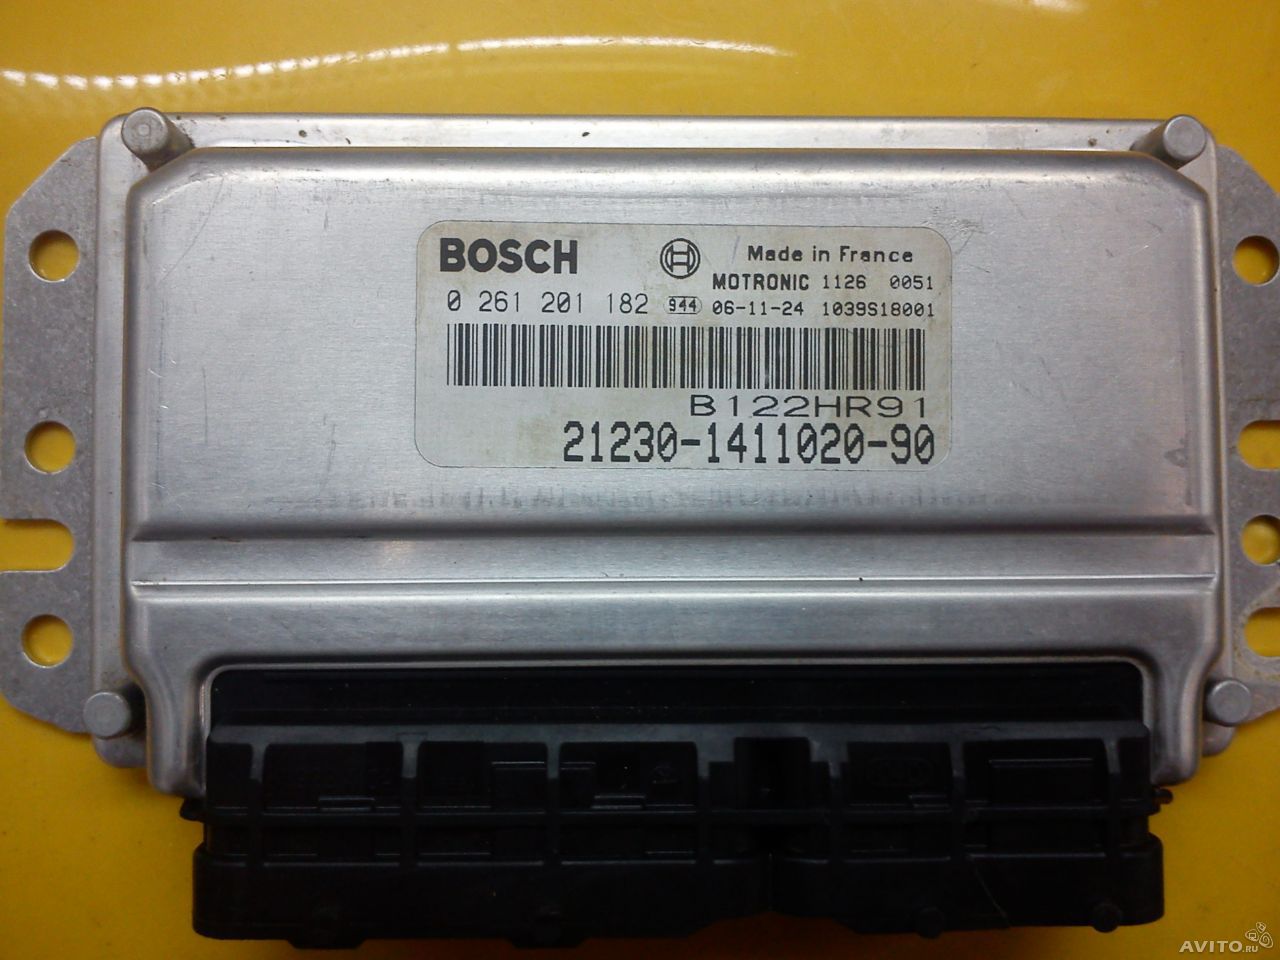 BOSCH Made in France
MOTRONIC 1126 0051
0 261 201 182 944 06-11-24 1039S18001
B122HR91
21230-1411020-90
AVITO.RU